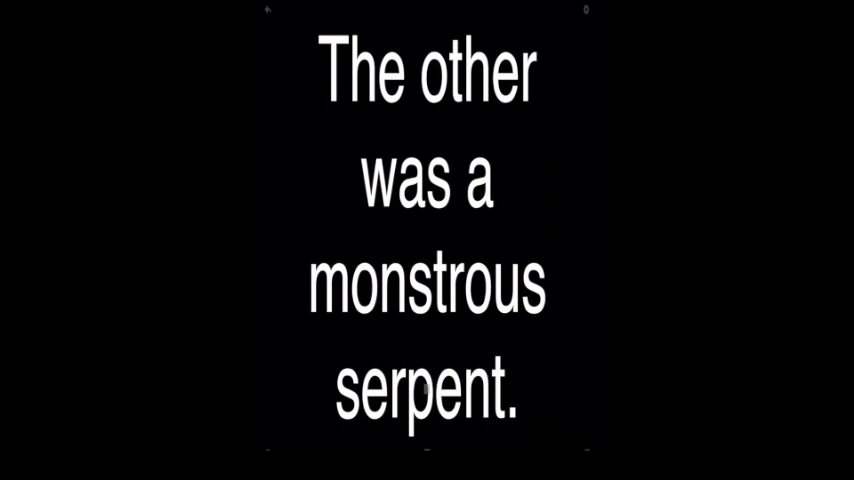 The other
was a
monstrous
serpent.